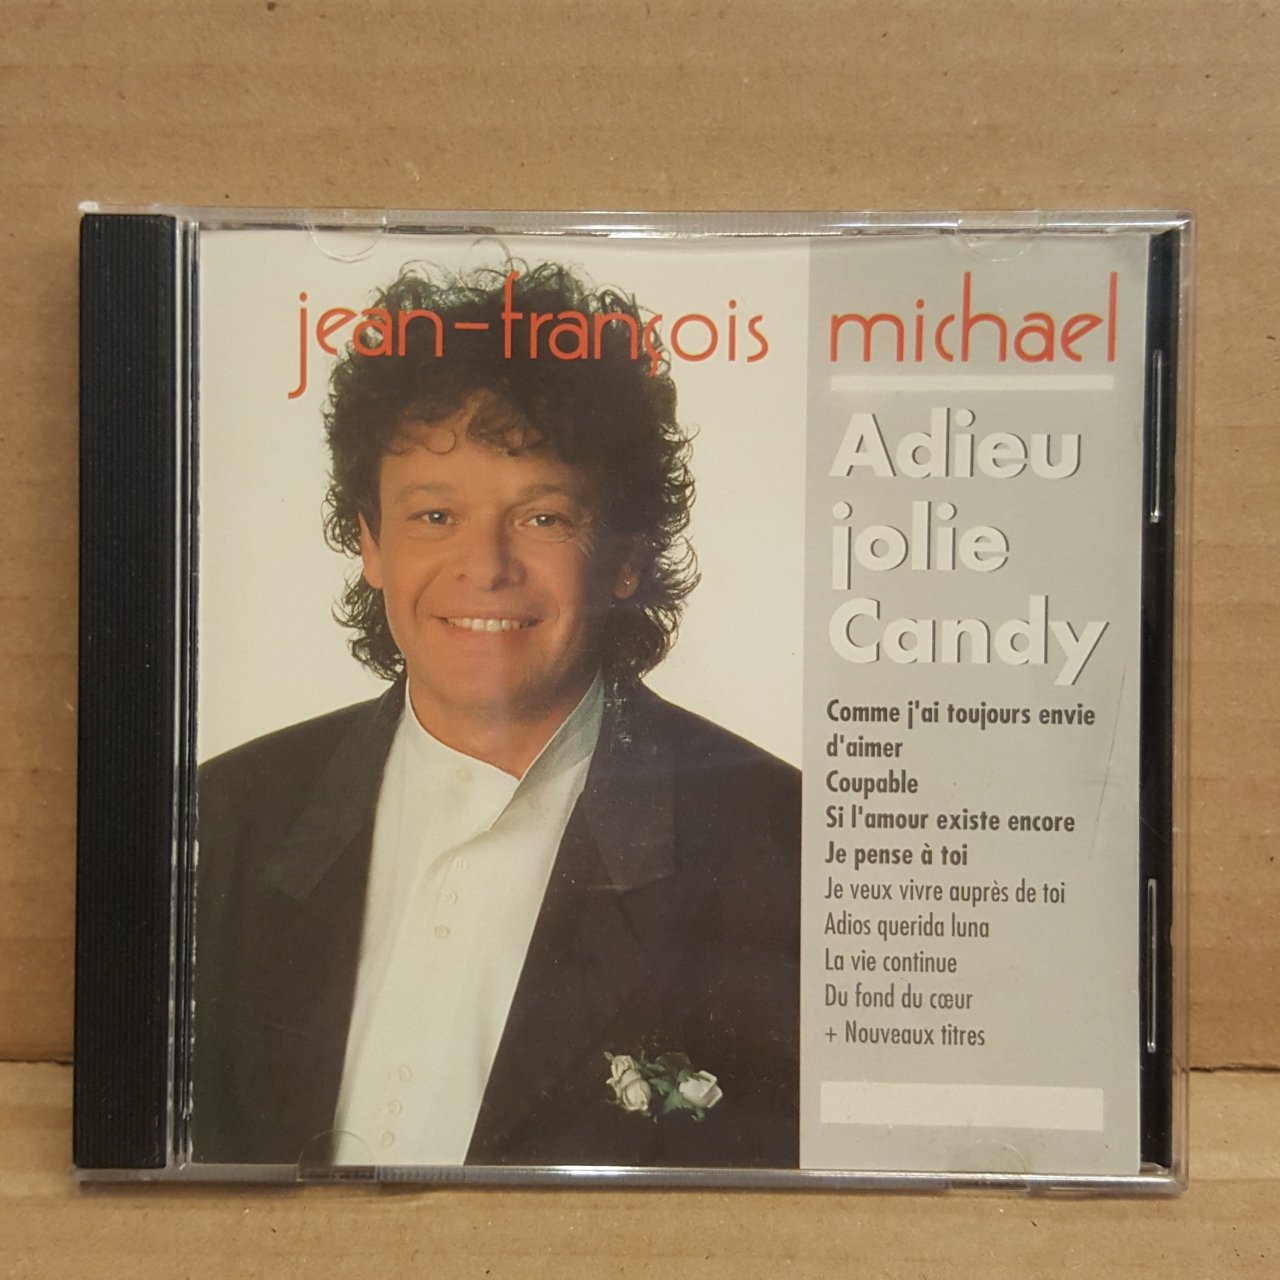 jean-françois michael
Adieu
jolie
Candy
Comme j'ai toujours envie
d'aimer
Coupable
Si l'amour existe encore
Je pense à toi
Je veux vivre auprès de toi
Adios querida luna
La vie continue
Du fond du cœur
+ Nouveaux titres